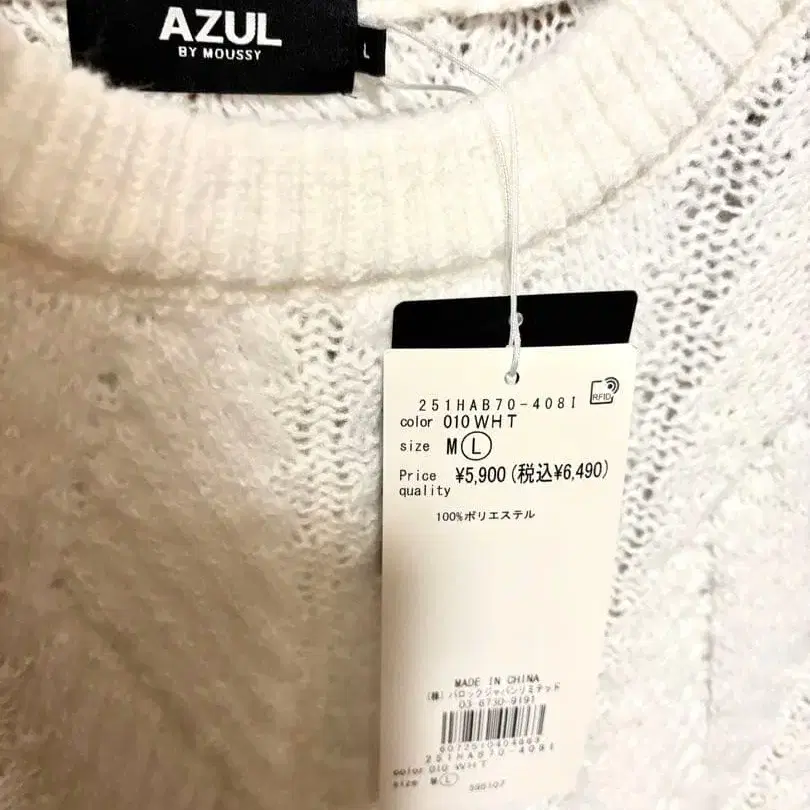 AZUL
BY MOUSSY
L
251HAB70-408I
RFID
color 010 WHT
size M L
Price ¥5,900(税込¥6,490)
quality
100%ポリエステル
MADE IN CHINA
(株)バロックジャパンリミテッド
03-6730-9191
251HAB70-408I
color 010 WHT
size M L